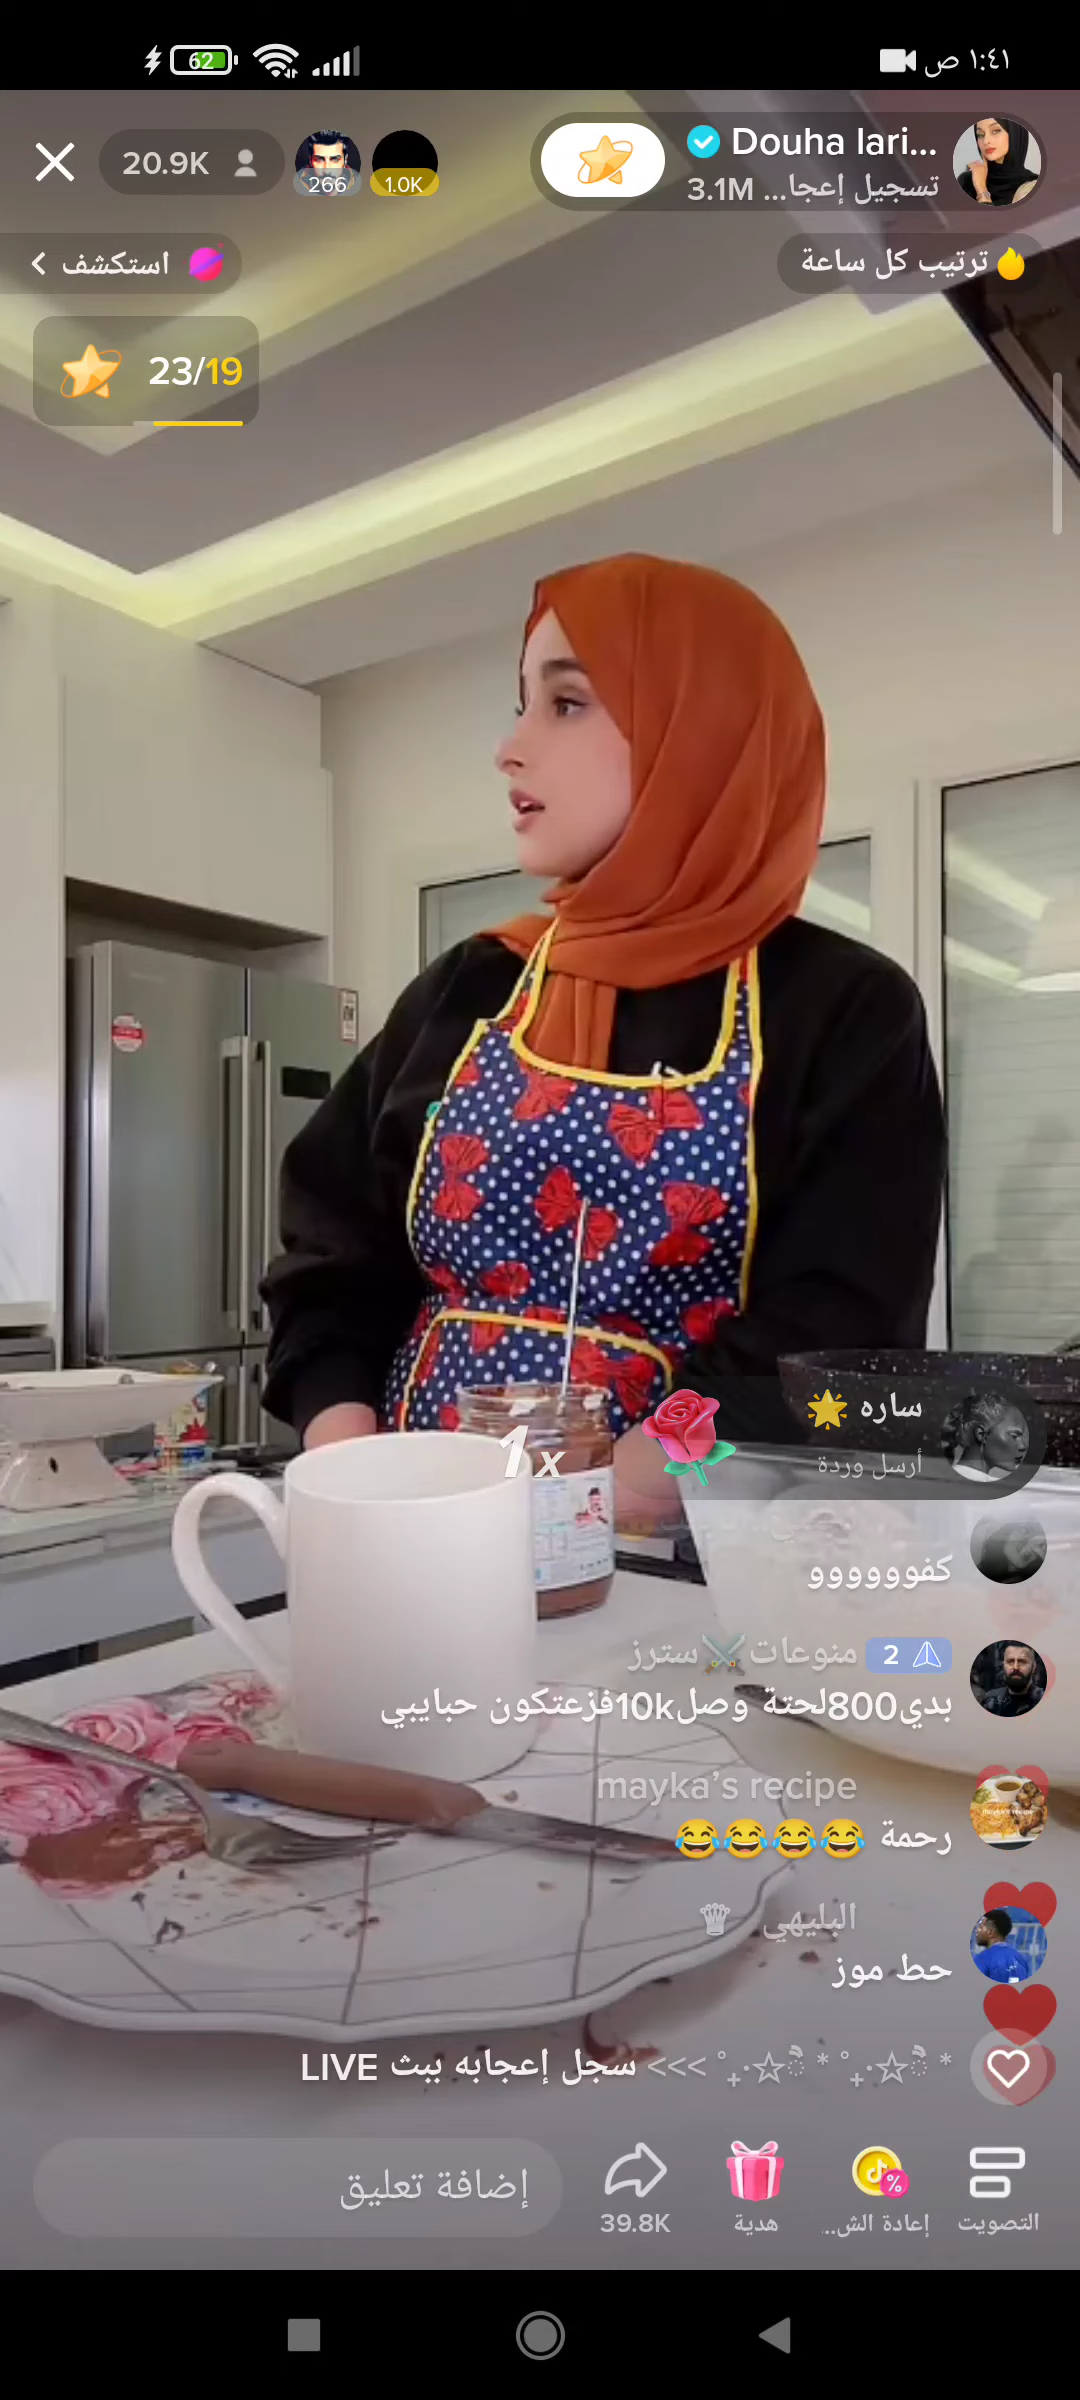 ١:٤١ ص
62
Douha lari...
3.1M تسجيل إعجا...
1.0K
266
20.9K
ترتيب كل ساعة
استكشف
23/19
ساره
أرسل وردة
1x
كفوووووو
2 منوعات⚔️سترز
بدي800لحتة وصل10kفزعتكون حبايبي
mayka's recipe
رحمة 😂😂😂😂
البليهي ♕
حط موز
>>> سجل إعجابه ببث LIVE
إضافة تعليق
39.8K
هدية
إعادة الش...
التصويت